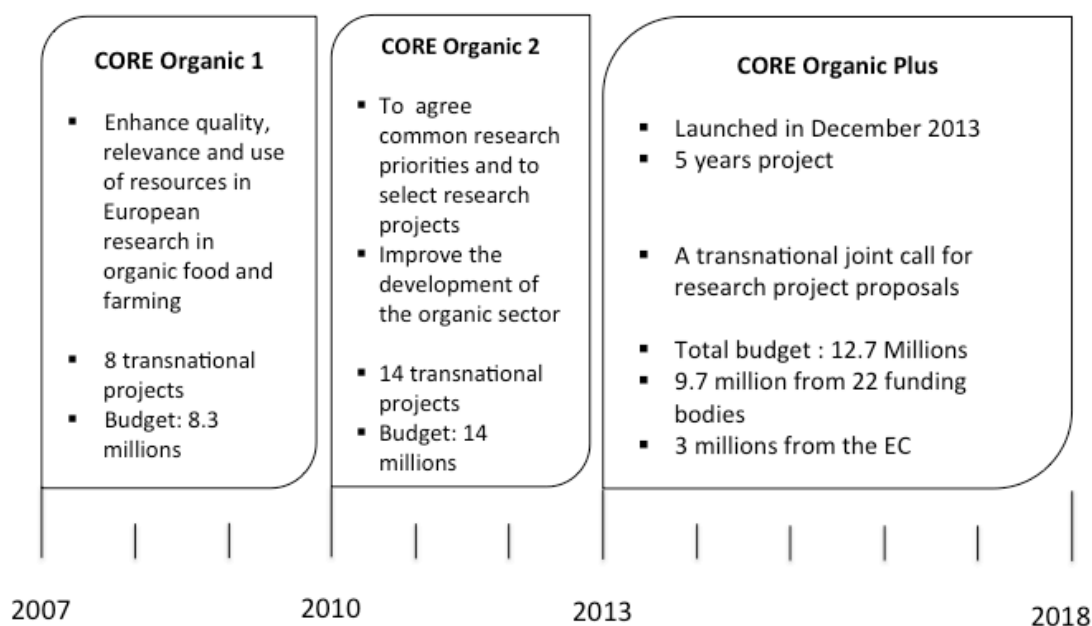 CORE Organic 1
▪ Enhance quality,
relevance and use
of resources in
European
research in
organic food and
farming
▪ 8 transnational
projects
▪ Budget: 8.3
millions
CORE Organic 2
▪ To agree
common research
priorities and to
select research
projects
▪ Improve the
development of
the organic sector
▪ 14 transnational
projects
▪ Budget: 14
millions
CORE Organic Plus
▪ Launched in December 2013
▪ 5 years project
▪ A transnational joint call for
research project proposals
▪ Total budget : 12.7 Millions
▪ 9.7 million from 22 funding
bodies
▪ 3 millions from the EC
2007
2010
2013
2018